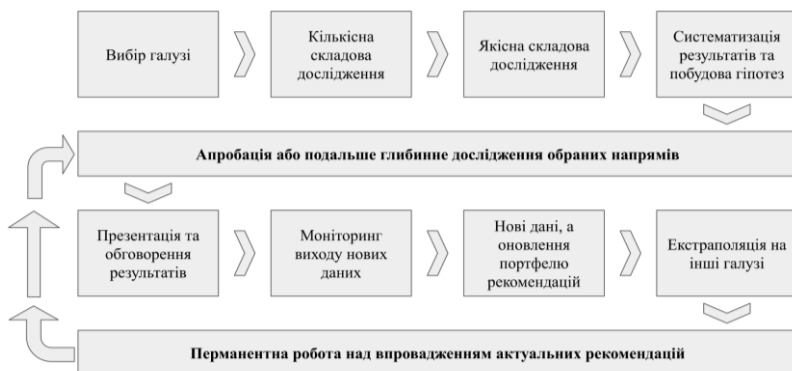 Вибір галузі
Кількісна
складова
дослідження
Якісна
складова
дослідження
Систематизація
результатів та
побудова гіпотез
Апробація або подальше глибинне дослідження обраних напрямів
Презентація та
обговорення
результатів
Моніторинг
виходу нових
даних
Нові дані, а
оновлення
портфелю
рекомендацій
Екстраполяція на
інші галузі
Перманентна робота над впровадженням актуальних рекомендацій